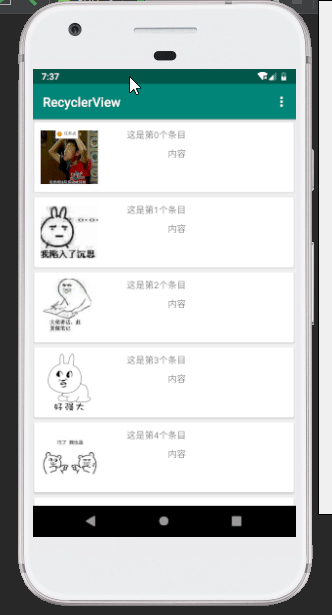 7:37
RecyclerView
这是第0个条目
内容
这是第1个条目
内容
我陷入了沉思
这是第2个条目
内容
这是第3个条目
内容
好强大
这是第4个条目
内容